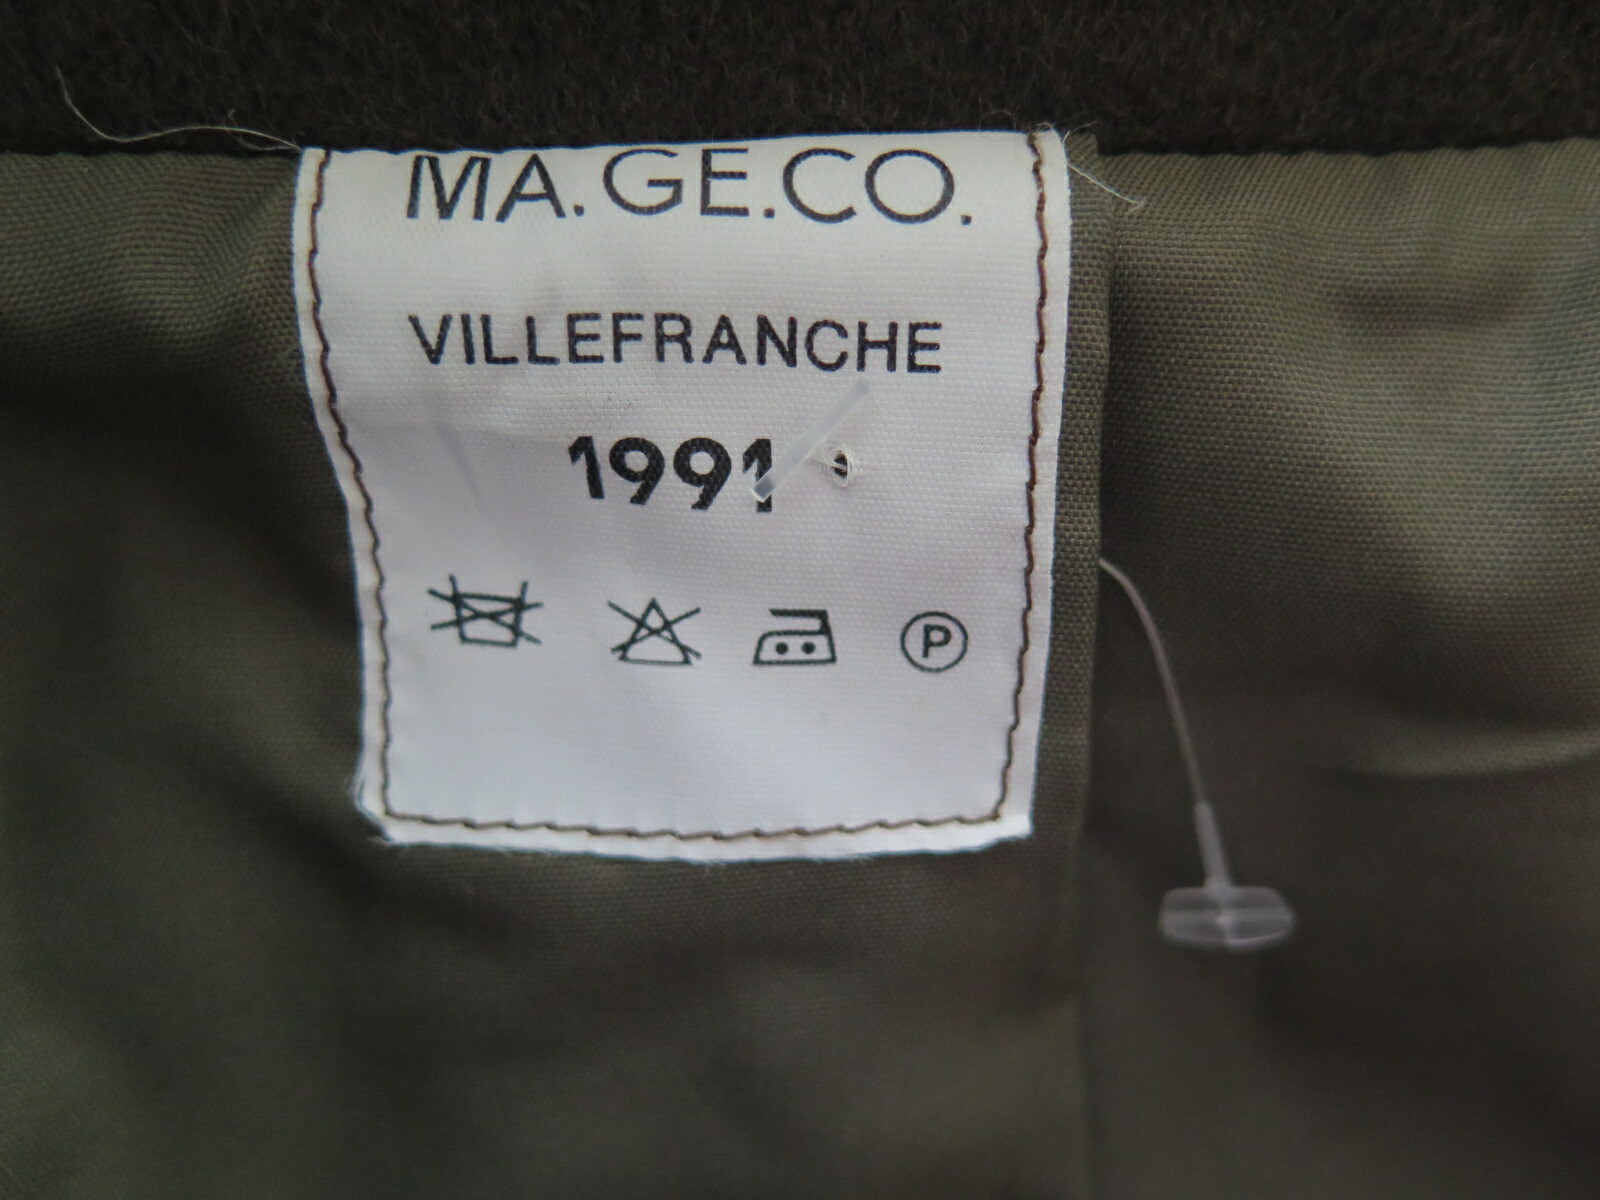 MA.GE.CO.
VILLEFRANCHE
1991
P